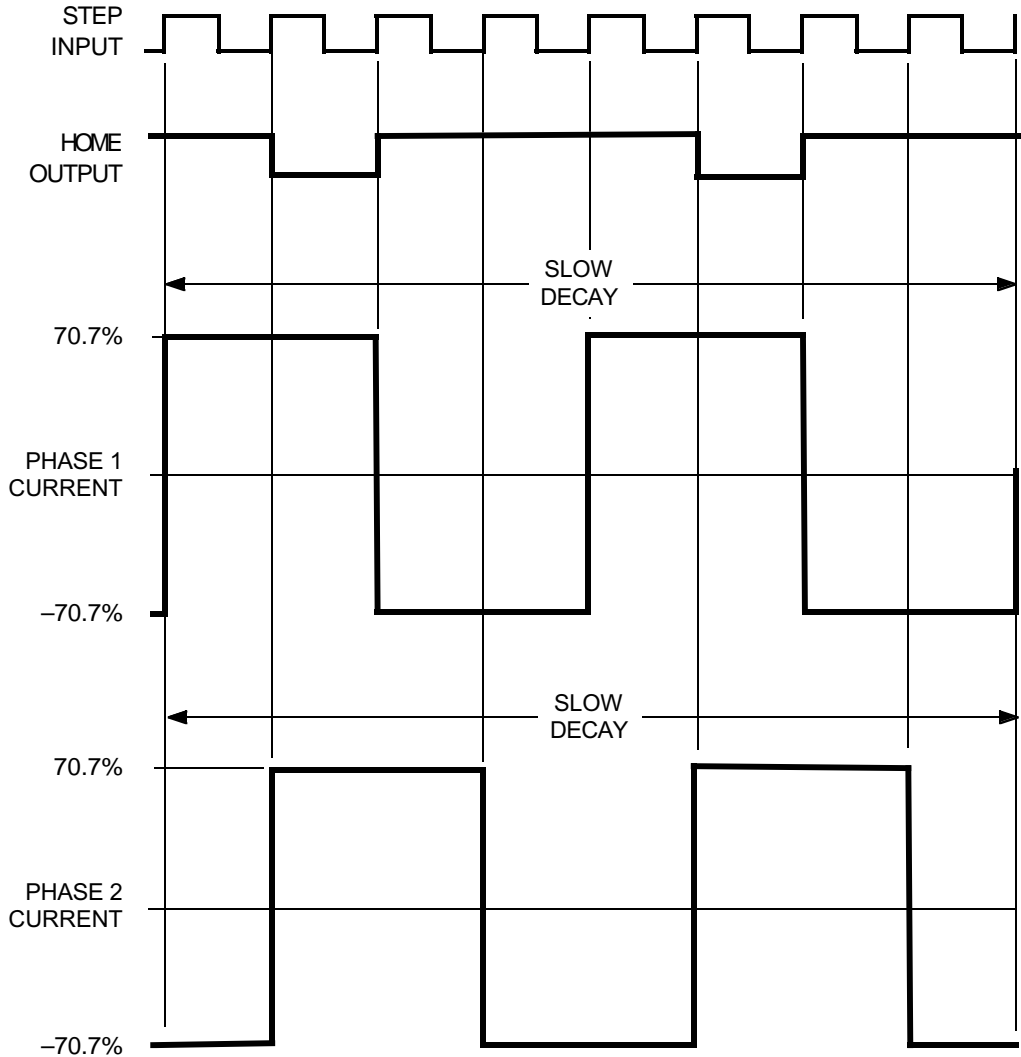 STEP
INPUT
HOME
OUTPUT
SLOW
DECAY
70.7%
PHASE 1
CURRENT
–70.7%
SLOW
DECAY
70.7%
PHASE 2
CURRENT
–70.7%